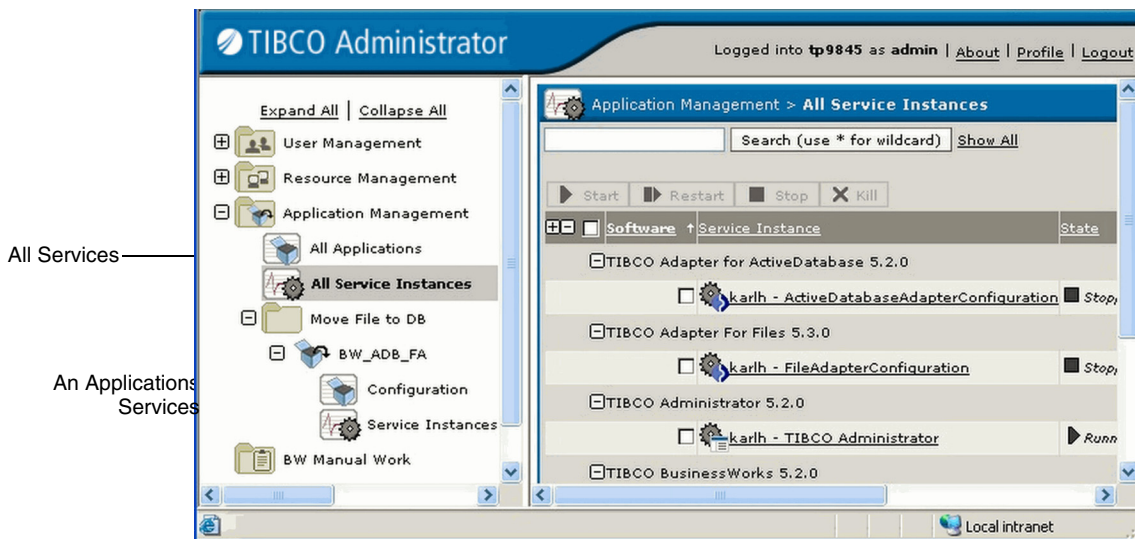 TIBCO Administrator
Logged into tp9845 as admin | About | Profile | Logout
Expand All | Collapse All
User Management
Resource Management
Application Management
All Applications
All Services
All Service Instances
Move File to DB
BW_ADB_FA
An Applications
Services
Configuration
Service Instances
BW Manual Work
Application Management > All Service Instances
Search (use * for wildcard) Show All
Start Restart Stop Kill
Software Service Instance State
TIBCO Adapter for ActiveDatabase 5.2.0
karlh - ActiveDatabaseAdapterConfiguration Stop
TIBCO Adapter For Files 5.3.0
karlh - FileAdapterConfiguration Stop
TIBCO Administrator 5.2.0
karlh - TIBCO Administrator Runn
TIBCO BusinessWorks 5.2.0
Local intranet